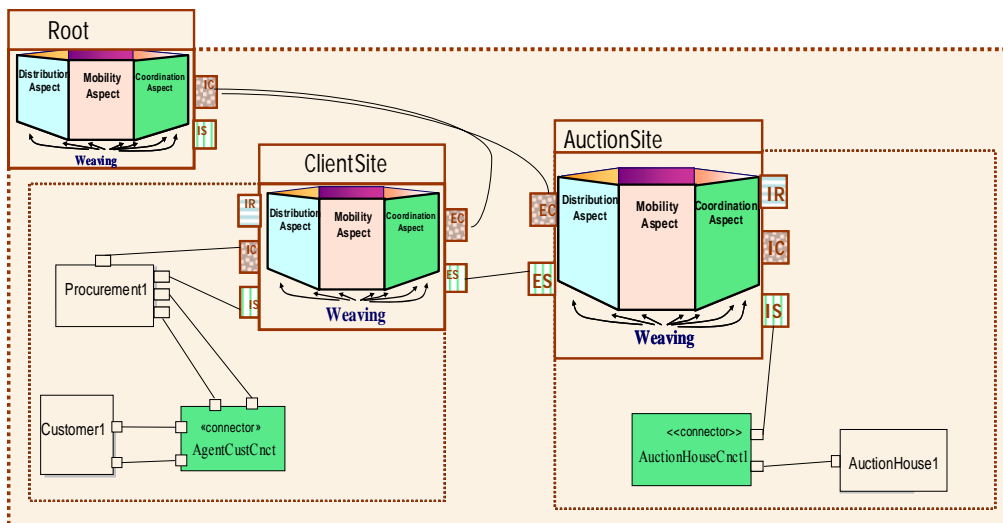 Root
Distribution
Aspect
Mobility
Aspect
Coordination
Aspect
Weaving
IC
IS
ClientSite
Distribution
Aspect
Mobility
Aspect
Coordination
Aspect
Weaving
IR
IC
IS
EC
ES
AuctionSite
Distribution
Aspect
Mobility
Aspect
Coordination
Aspect
Weaving
EC
ES
IR
IC
IS
Procurement1
Customer1
«connector»
AgentCustCnct
<<connector>>
AuctionHouseCnct1
AuctionHouse1